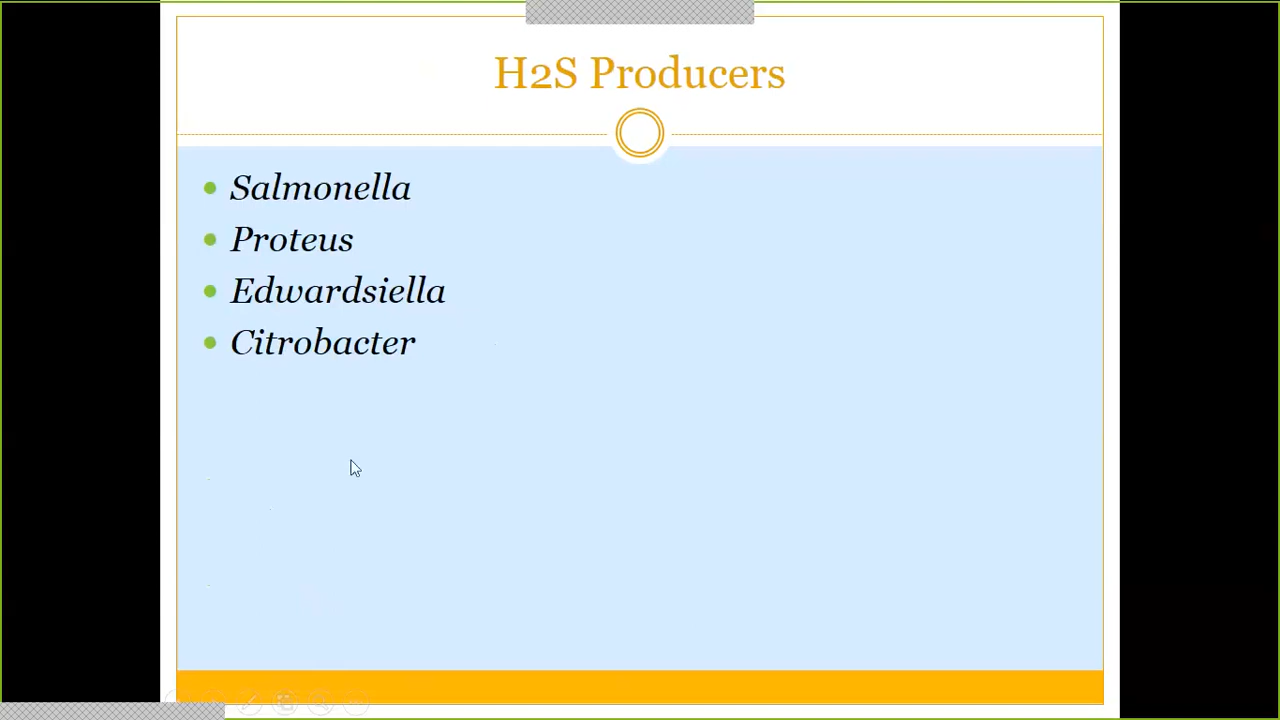 H2S Producers
Salmonella
Proteus
Edwardsiella
Citrobacter